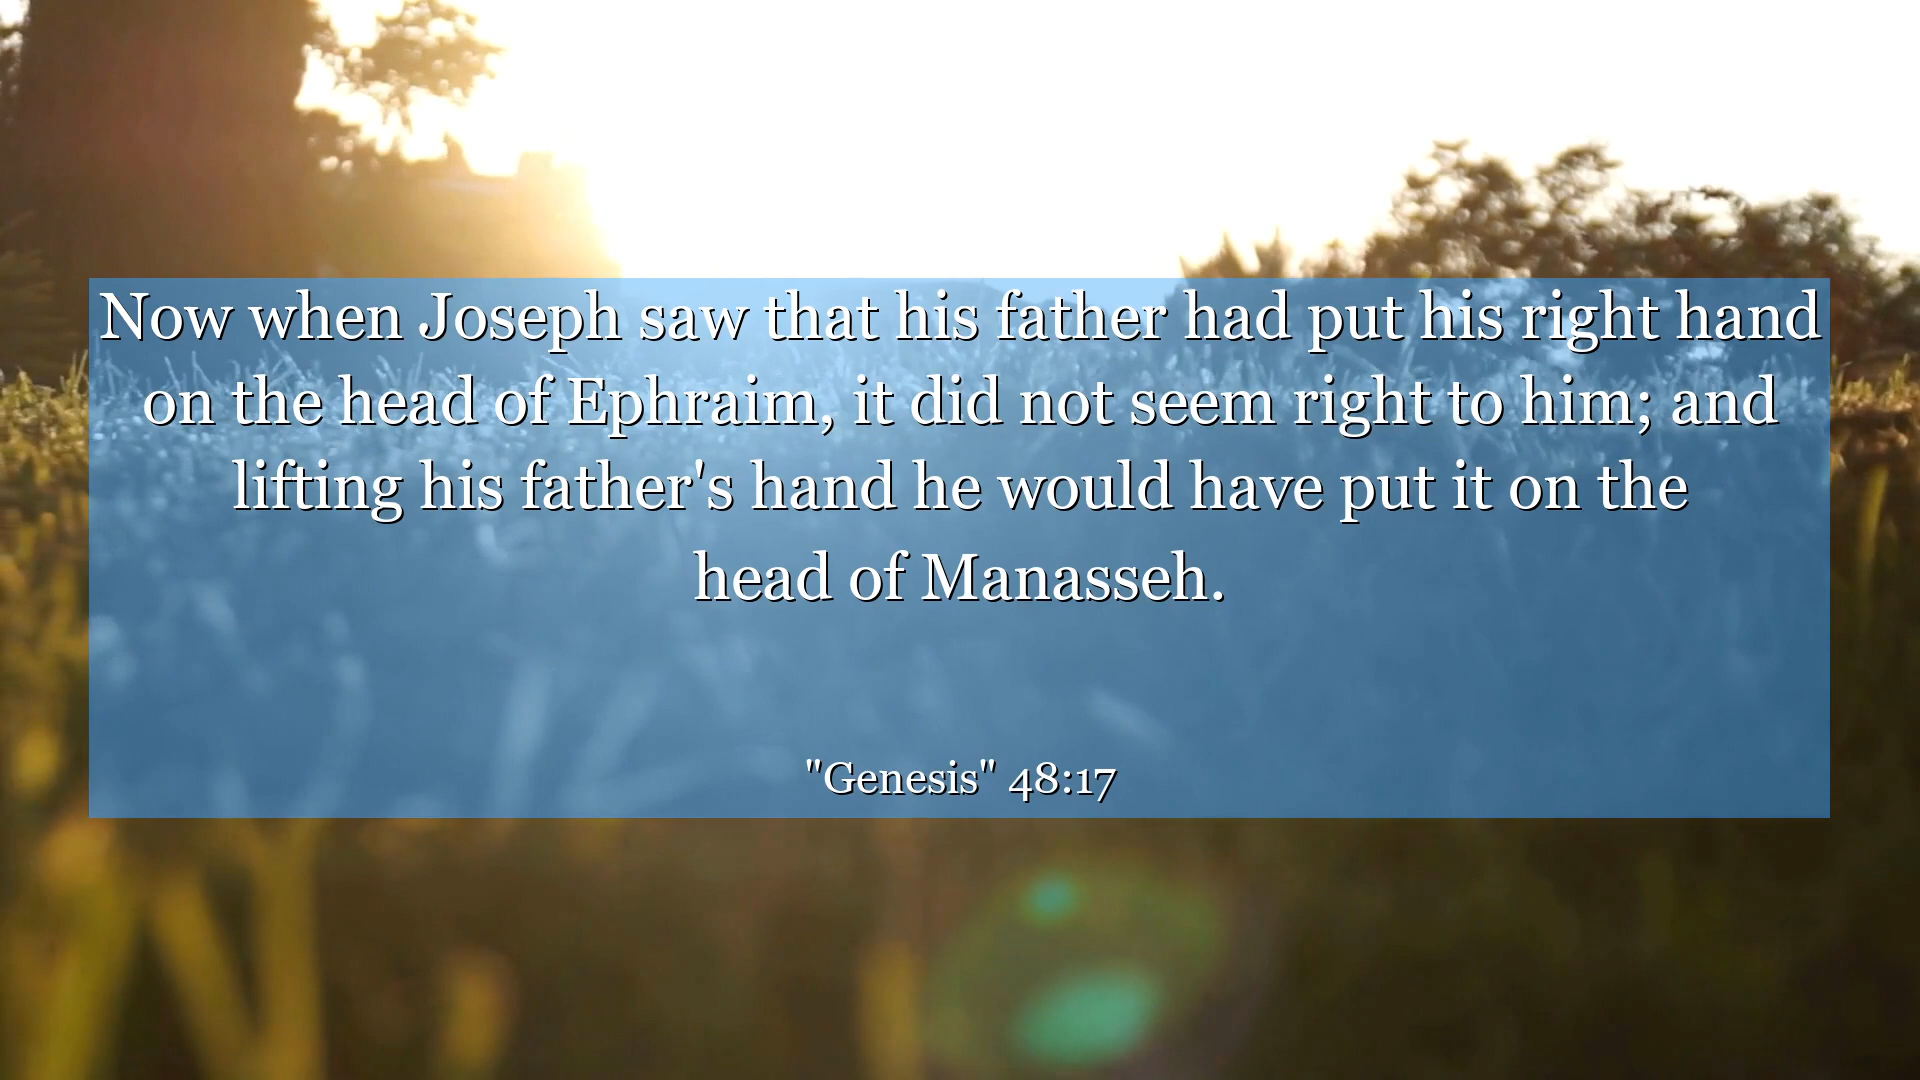 Now when Joseph saw that his father had put his right hand
on the head of Ephraim, it did not seem right to him; and
lifting his father's hand he would have put it on the
head of Manasseh.
"Genesis" 48:17